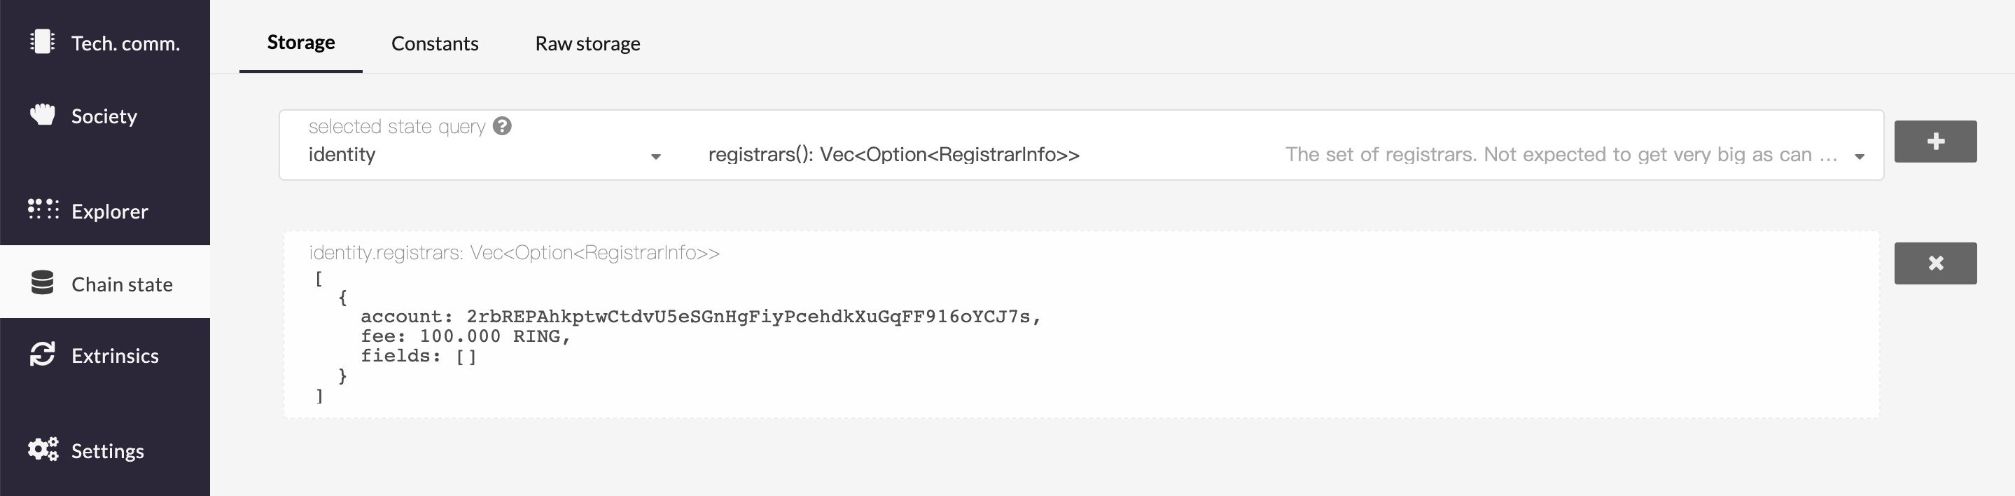 Tech. comm.
Society
Explorer
Chain state
Extrinsics
Settings
Storage
Constants
Raw storage
selected state query ?
identity
registrars(): Vec<Option<RegistrarInfo>>
The set of registrars. Not expected to get very big as can ...
identity.registrars: Vec<Option<RegistrarInfo>>
[
{
account: 2rbREPAhkptwCtdvU5eSGnHgFiyPcehdkXuGqFF916oYCJ7s,
fee: 100.000 RING,
fields: []
}
]